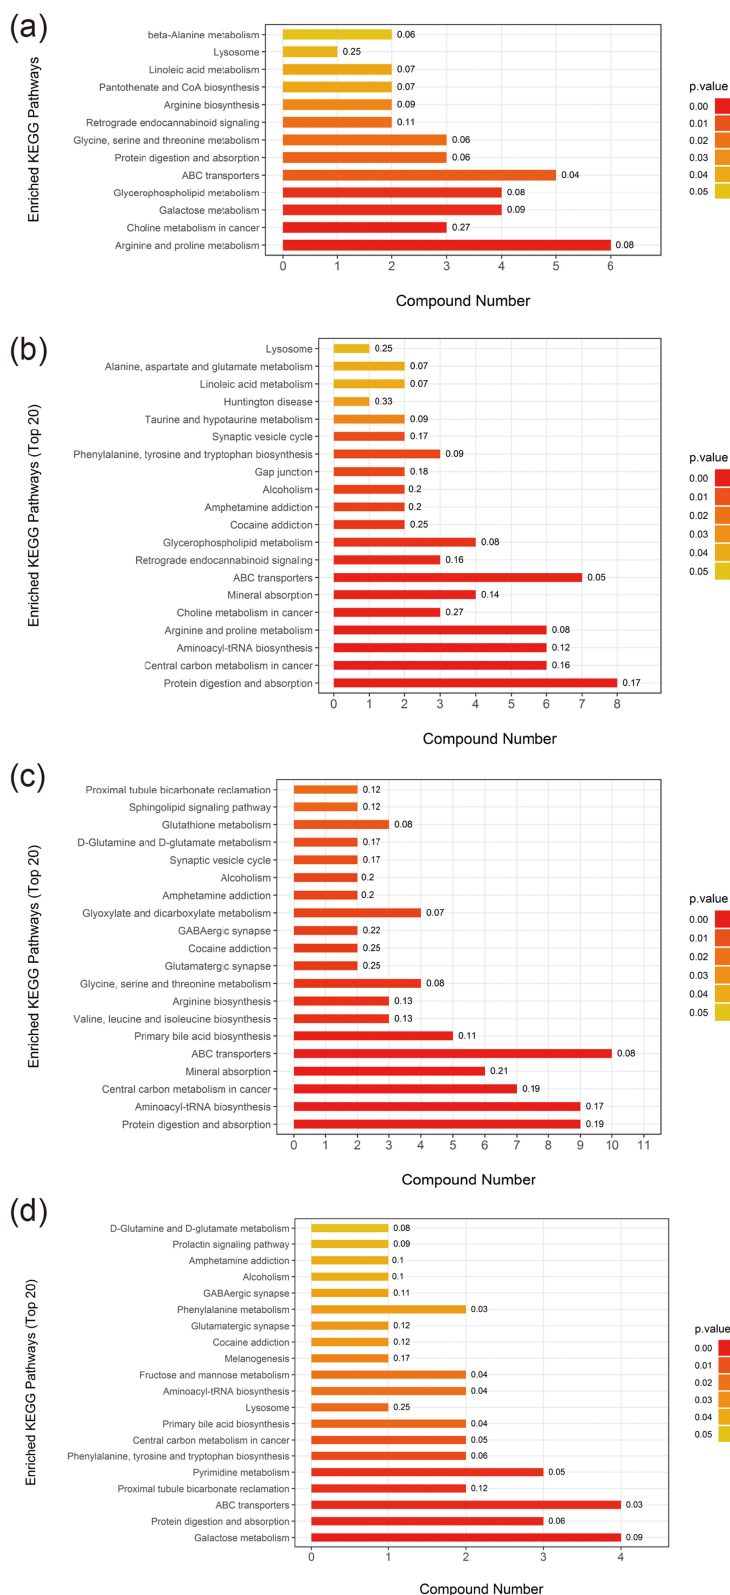 (a)
Enriched KEGG Pathways
beta-Alanine metabolism 0.06
Lysosome 0.25
Linoleic acid metabolism 0.07
Pantothenate and CoA biosynthesis 0.07
Arginine biosynthesis 0.09
Retrograde endocannabinoid signaling 0.11
Glycine, serine and threonine metabolism 0.06
Protein digestion and absorption 0.06
ABC transporters 0.04
Glycerophospholipid metabolism 0.08
Galactose metabolism 0.09
Choline metabolism in cancer 0.27
Arginine and proline metabolism 0.08
0 1 2 3 4 5 6
Compound Number
p.value
0.00
0.01
0.02
0.03
0.04
0.05
(b)
Enriched KEGG Pathways (Top 20)
Lysosome 0.25
Alanine, aspartate and glutamate metabolism 0.07
Linoleic acid metabolism 0.07
Huntington disease 0.33
Taurine and hypotaurine metabolism 0.09
Synaptic vesicle cycle 0.17
Phenylalanine, tyrosine and tryptophan biosynthesis 0.09
Gap junction 0.18
Alcoholism 0.2
Amphetamine addiction 0.2
Cocaine addiction 0.25
Glycerophospholipid metabolism 0.08
Retrograde endocannabinoid signaling 0.16
ABC transporters 0.05
Mineral absorption 0.14
Choline metabolism in cancer 0.27
Arginine and proline metabolism 0.08
Aminoacyl-tRNA biosynthesis 0.12
Central carbon metabolism in cancer 0.16
Protein digestion and absorption 0.17
0 1 2 3 4 5 6 7 8
Compound Number
p.value
0.00
0.01
0.02
0.03
0.04
0.05
(c)
Enriched KEGG Pathways (Top 20)
Proximal tubule bicarbonate reclamation 0.12
Sphingolipid signaling pathway 0.12
Glutathione metabolism 0.08
D-Glutamine and D-glutamate metabolism 0.17
Synaptic vesicle cycle 0.17
Alcoholism 0.2
Amphetamine addiction 0.2
Glyoxylate and dicarboxylate metabolism 0.07
GABAergic synapse 0.22
Cocaine addiction 0.25
Glutamatergic synapse 0.25
Glycine, serine and threonine metabolism 0.08
Arginine biosynthesis 0.13
Valine, leucine and isoleucine biosynthesis 0.13
Primary bile acid biosynthesis 0.11
ABC transporters 0.08
Mineral absorption 0.21
Central carbon metabolism in cancer 0.19
Aminoacyl-tRNA biosynthesis 0.17
Protein digestion and absorption 0.19
0 1 2 3 4 5 6 7 8 9 10 11
Compound Number
p.value
0.00
0.01
0.02
0.03
0.04
0.05
(d)
Enriched KEGG Pathways (Top 20)
D-Glutamine and D-glutamate metabolism 0.08
Prolactin signaling pathway 0.09
Amphetamine addiction 0.1
Alcoholism 0.1
GABAergic synapse 0.11
Phenylalanine metabolism 0.03
Glutamatergic synapse 0.12
Cocaine addiction 0.12
Melanogenesis 0.17
Fructose and mannose metabolism 0.04
Aminoacyl-tRNA biosynthesis 0.04
Lysosome 0.25
Primary bile acid biosynthesis 0.04
Central carbon metabolism in cancer 0.05
Phenylalanine, tyrosine and tryptophan biosynthesis 0.06
Pyrimidine metabolism 0.05
Proximal tubule bicarbonate reclamation 0.12
ABC transporters 0.03
Protein digestion and absorption 0.06
Galactose metabolism 0.09
0 1 2 3 4
Compound Number
p.value
0.00
0.01
0.02
0.03
0.04
0.05